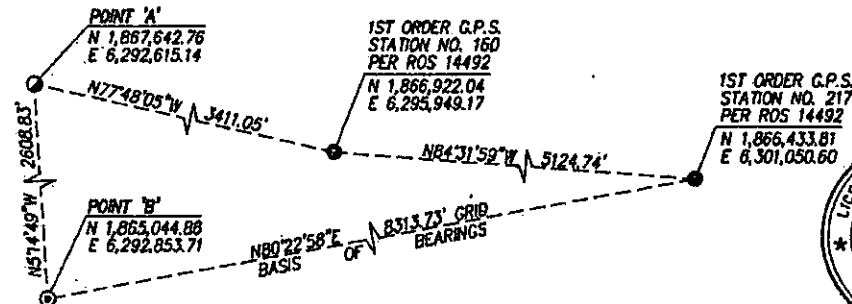 POINT 'A'
N 1,867,642.76
E 6,292,615.14
1ST ORDER G.P.S.
STATION NO. 160
PER ROS 14492
N 1,866,922.04
E 6,295,949.17
1ST ORDER G.P.S.
STATION NO. 217
PER ROS 14492
N 1,866,433.81
E 6,301,050.60
N77°48'05"W 3411.05'
N84°31'59"W 5124.74'
N5°14'49"W 2608.83'
POINT 'B'
N 1,865,044.88
E 6,292,853.71
N80°22'58"E 8313.73' GRID
BASIS OF BEARINGS
LICE
*